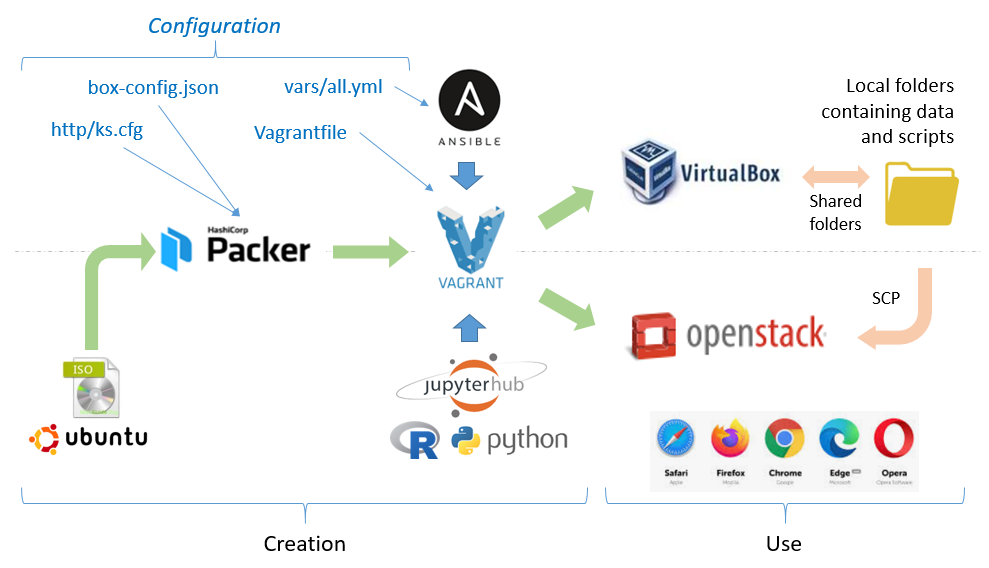 Configuration
box-config.json
vars/all.yml
http/ks.cfg
Vagrantfile
ANSIBLE
Local folders
containing data
and scripts
VirtualBox
Shared
folders
HashiCorp
Packer
VAGRANT
SCP
openstack
ISO
ubuntu
jupyterhub
R
python
Safari
Firefox
Chrome
Edge
Opera
Apple
Mozilla
Google
Microsoft
Opera Software
Creation
Use